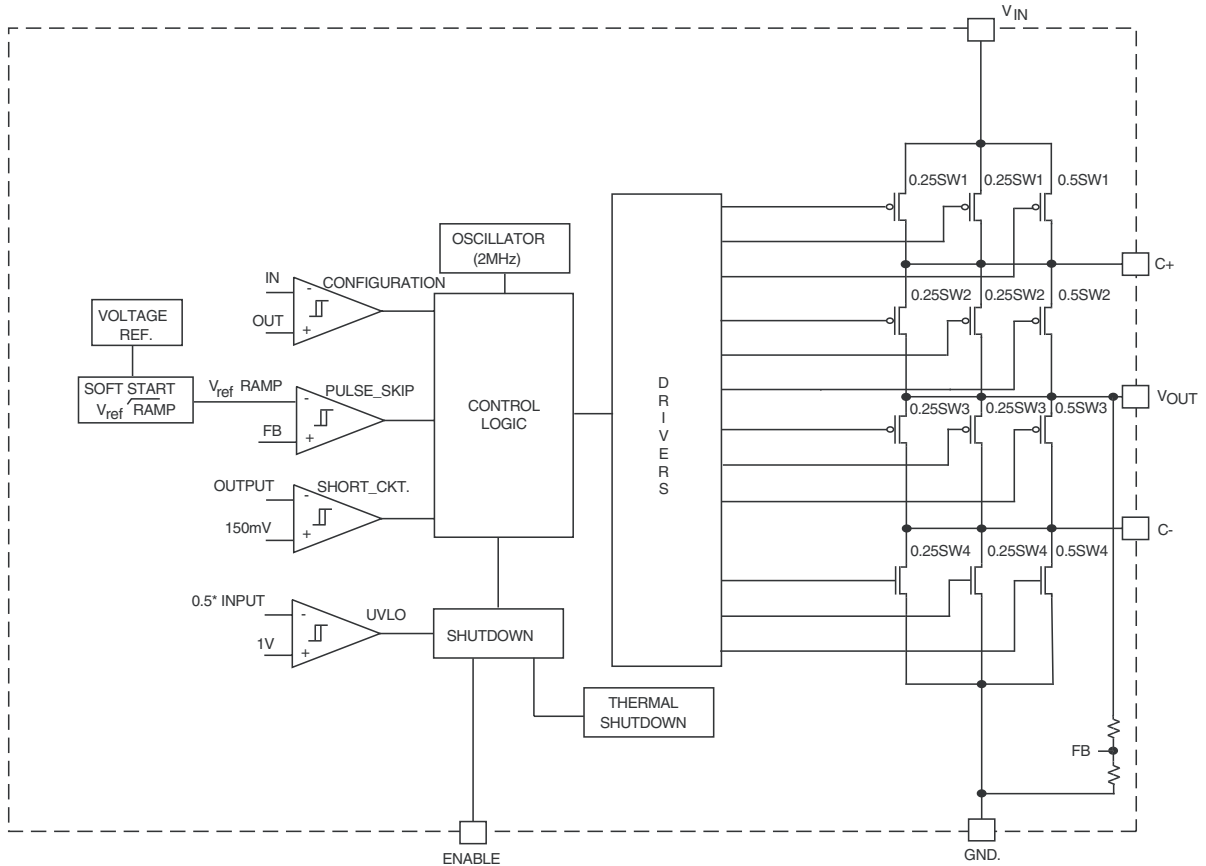 VIN
0.25SW1 0.25SW1 0.5SW1
OSCILLATOR
(2MHz)
C+
IN
CONFIGURATION
OUT
VOLTAGE
REF.
0.25SW2 0.25SW2 0.5SW2
SOFT START
Vref RAMP
Vref RAMP
PULSE_SKIP
FB
CONTROL
LOGIC
DRIVERS
VOUT
0.25SW3 0.25SW3 0.5SW3
OUTPUT
SHORT_CKT.
150mV
C-
0.25SW4 0.25SW4 0.5SW4
0.5* INPUT
UVLO
1V
SHUTDOWN
THERMAL
SHUTDOWN
FB
ENABLE
GND.
- + - + - + - +